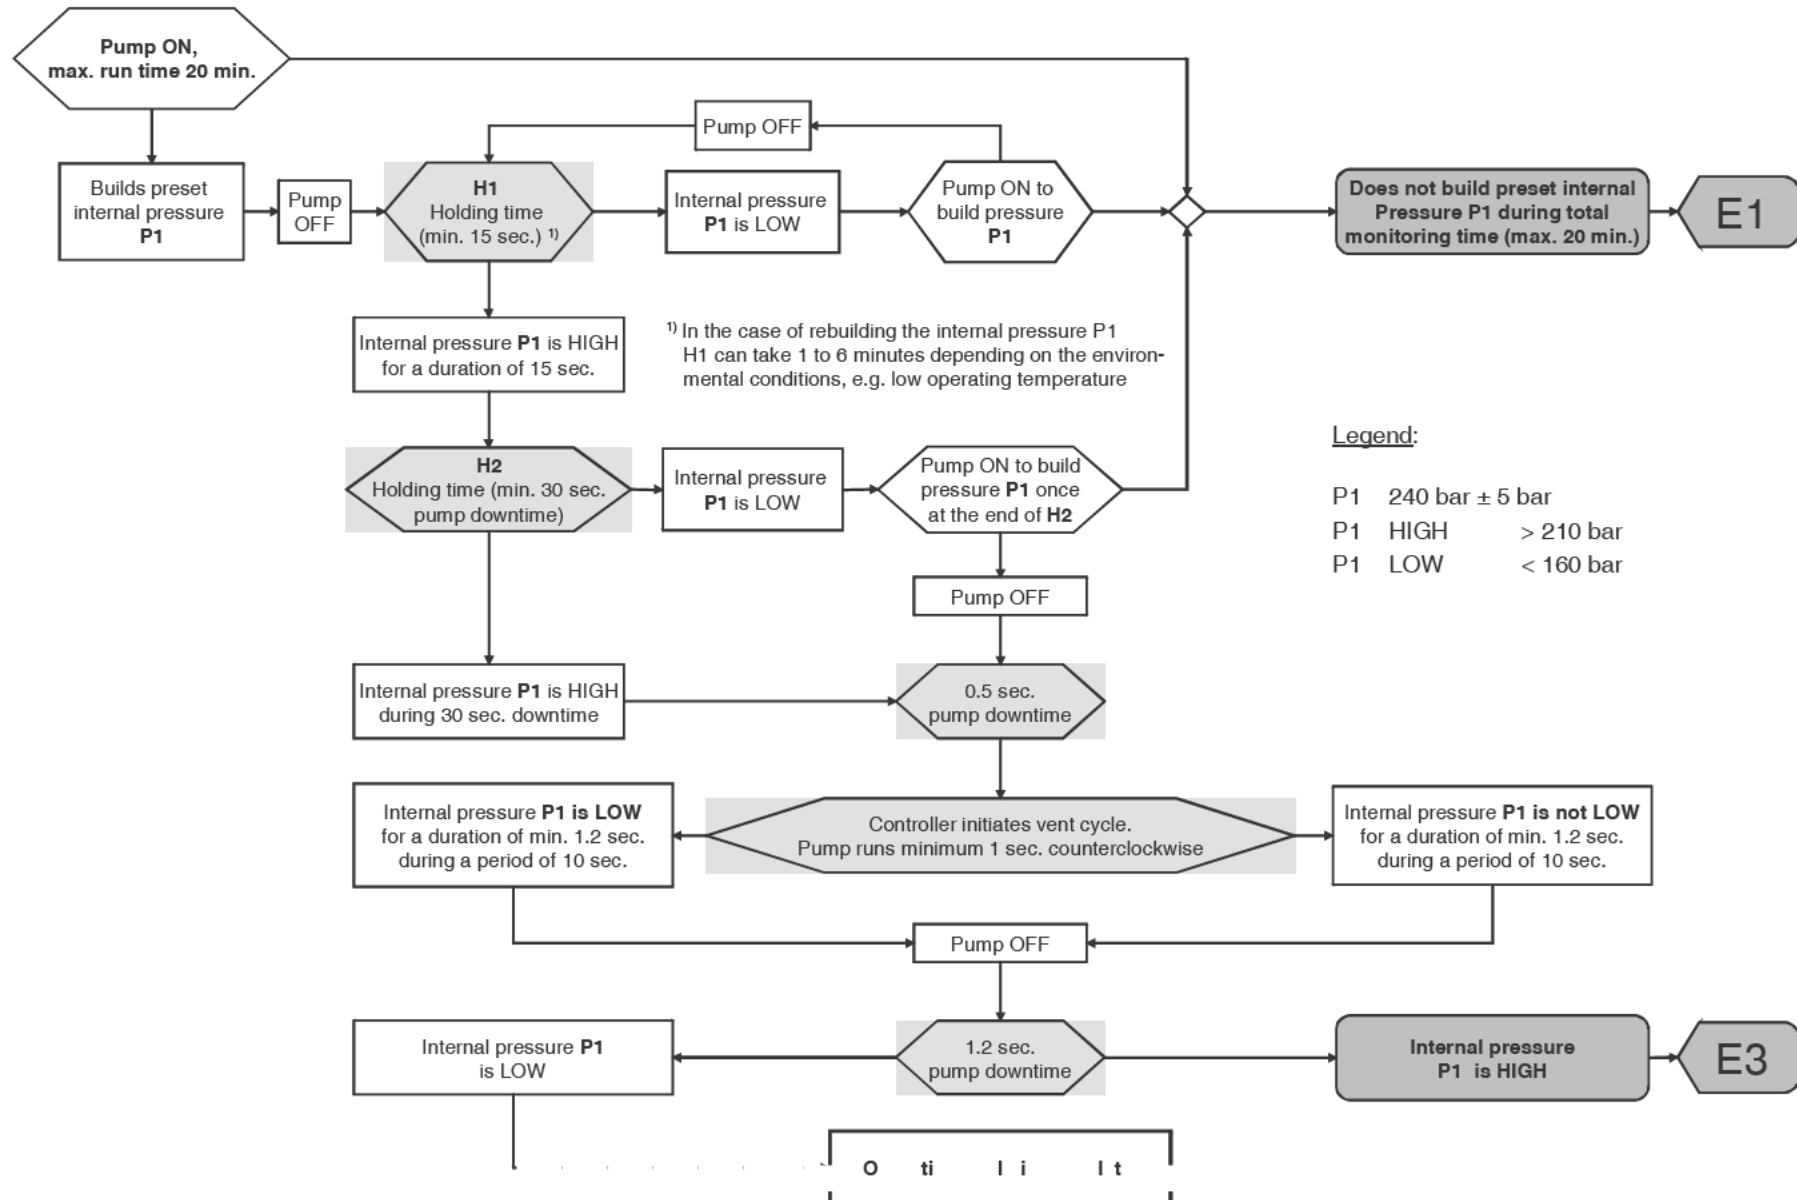 Pump ON,
max. run time 20 min.
Pump OFF
Builds preset
internal pressure
P1
Pump
OFF
H1
Holding time
(min. 15 sec.) 1)
Internal pressure
P1 is LOW
Pump ON to
build pressure
P1
Does not build preset internal
Pressure P1 during total
monitoring time (max. 20 min.)
E1
Internal pressure P1 is HIGH
for a duration of 15 sec.
1) In the case of rebuilding the internal pressure P1
H1 can take 1 to 6 minutes depending on the environ-
mental conditions, e.g. low operating temperature
Legend:
P1 240 bar ± 5 bar
P1 HIGH > 210 bar
P1 LOW < 160 bar
H2
Holding time (min. 30 sec.
pump downtime)
Internal pressure
P1 is LOW
Pump ON to build
pressure P1 once
at the end of H2
Pump OFF
Internal pressure P1 is HIGH
during 30 sec. downtime
0.5 sec.
pump downtime
Internal pressure P1 is LOW
for a duration of min. 1.2 sec.
during a period of 10 sec.
Controller initiates vent cycle.
Pump runs minimum 1 sec. counterclockwise
Internal pressure P1 is not LOW
for a duration of min. 1.2 sec.
during a period of 10 sec.
Pump OFF
Internal pressure P1
is LOW
1.2 sec.
pump downtime
Internal pressure
P1 is HIGH
E3